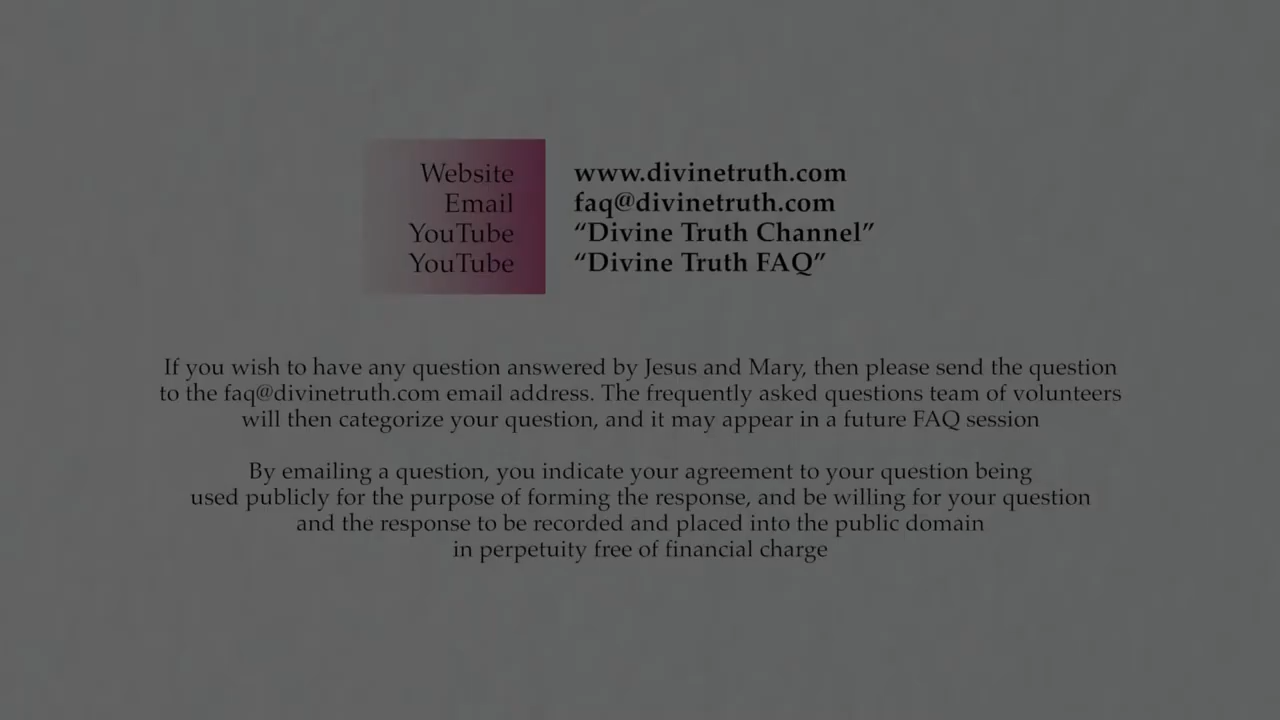 Website www.divinetruth.com
Email faq@divinetruth.com
YouTube “Divine Truth Channel”
YouTube “Divine Truth FAQ”
If you wish to have any question answered by Jesus and Mary, then please send the question
to the faq@divinetruth.com email address. The frequently asked questions team of volunteers
will then categorize your question, and it may appear in a future FAQ session
By emailing a question, you indicate your agreement to your question being
used publicly for the purpose of forming the response, and be willing for your question
and the response to be recorded and placed into the public domain
in perpetuity free of financial charge